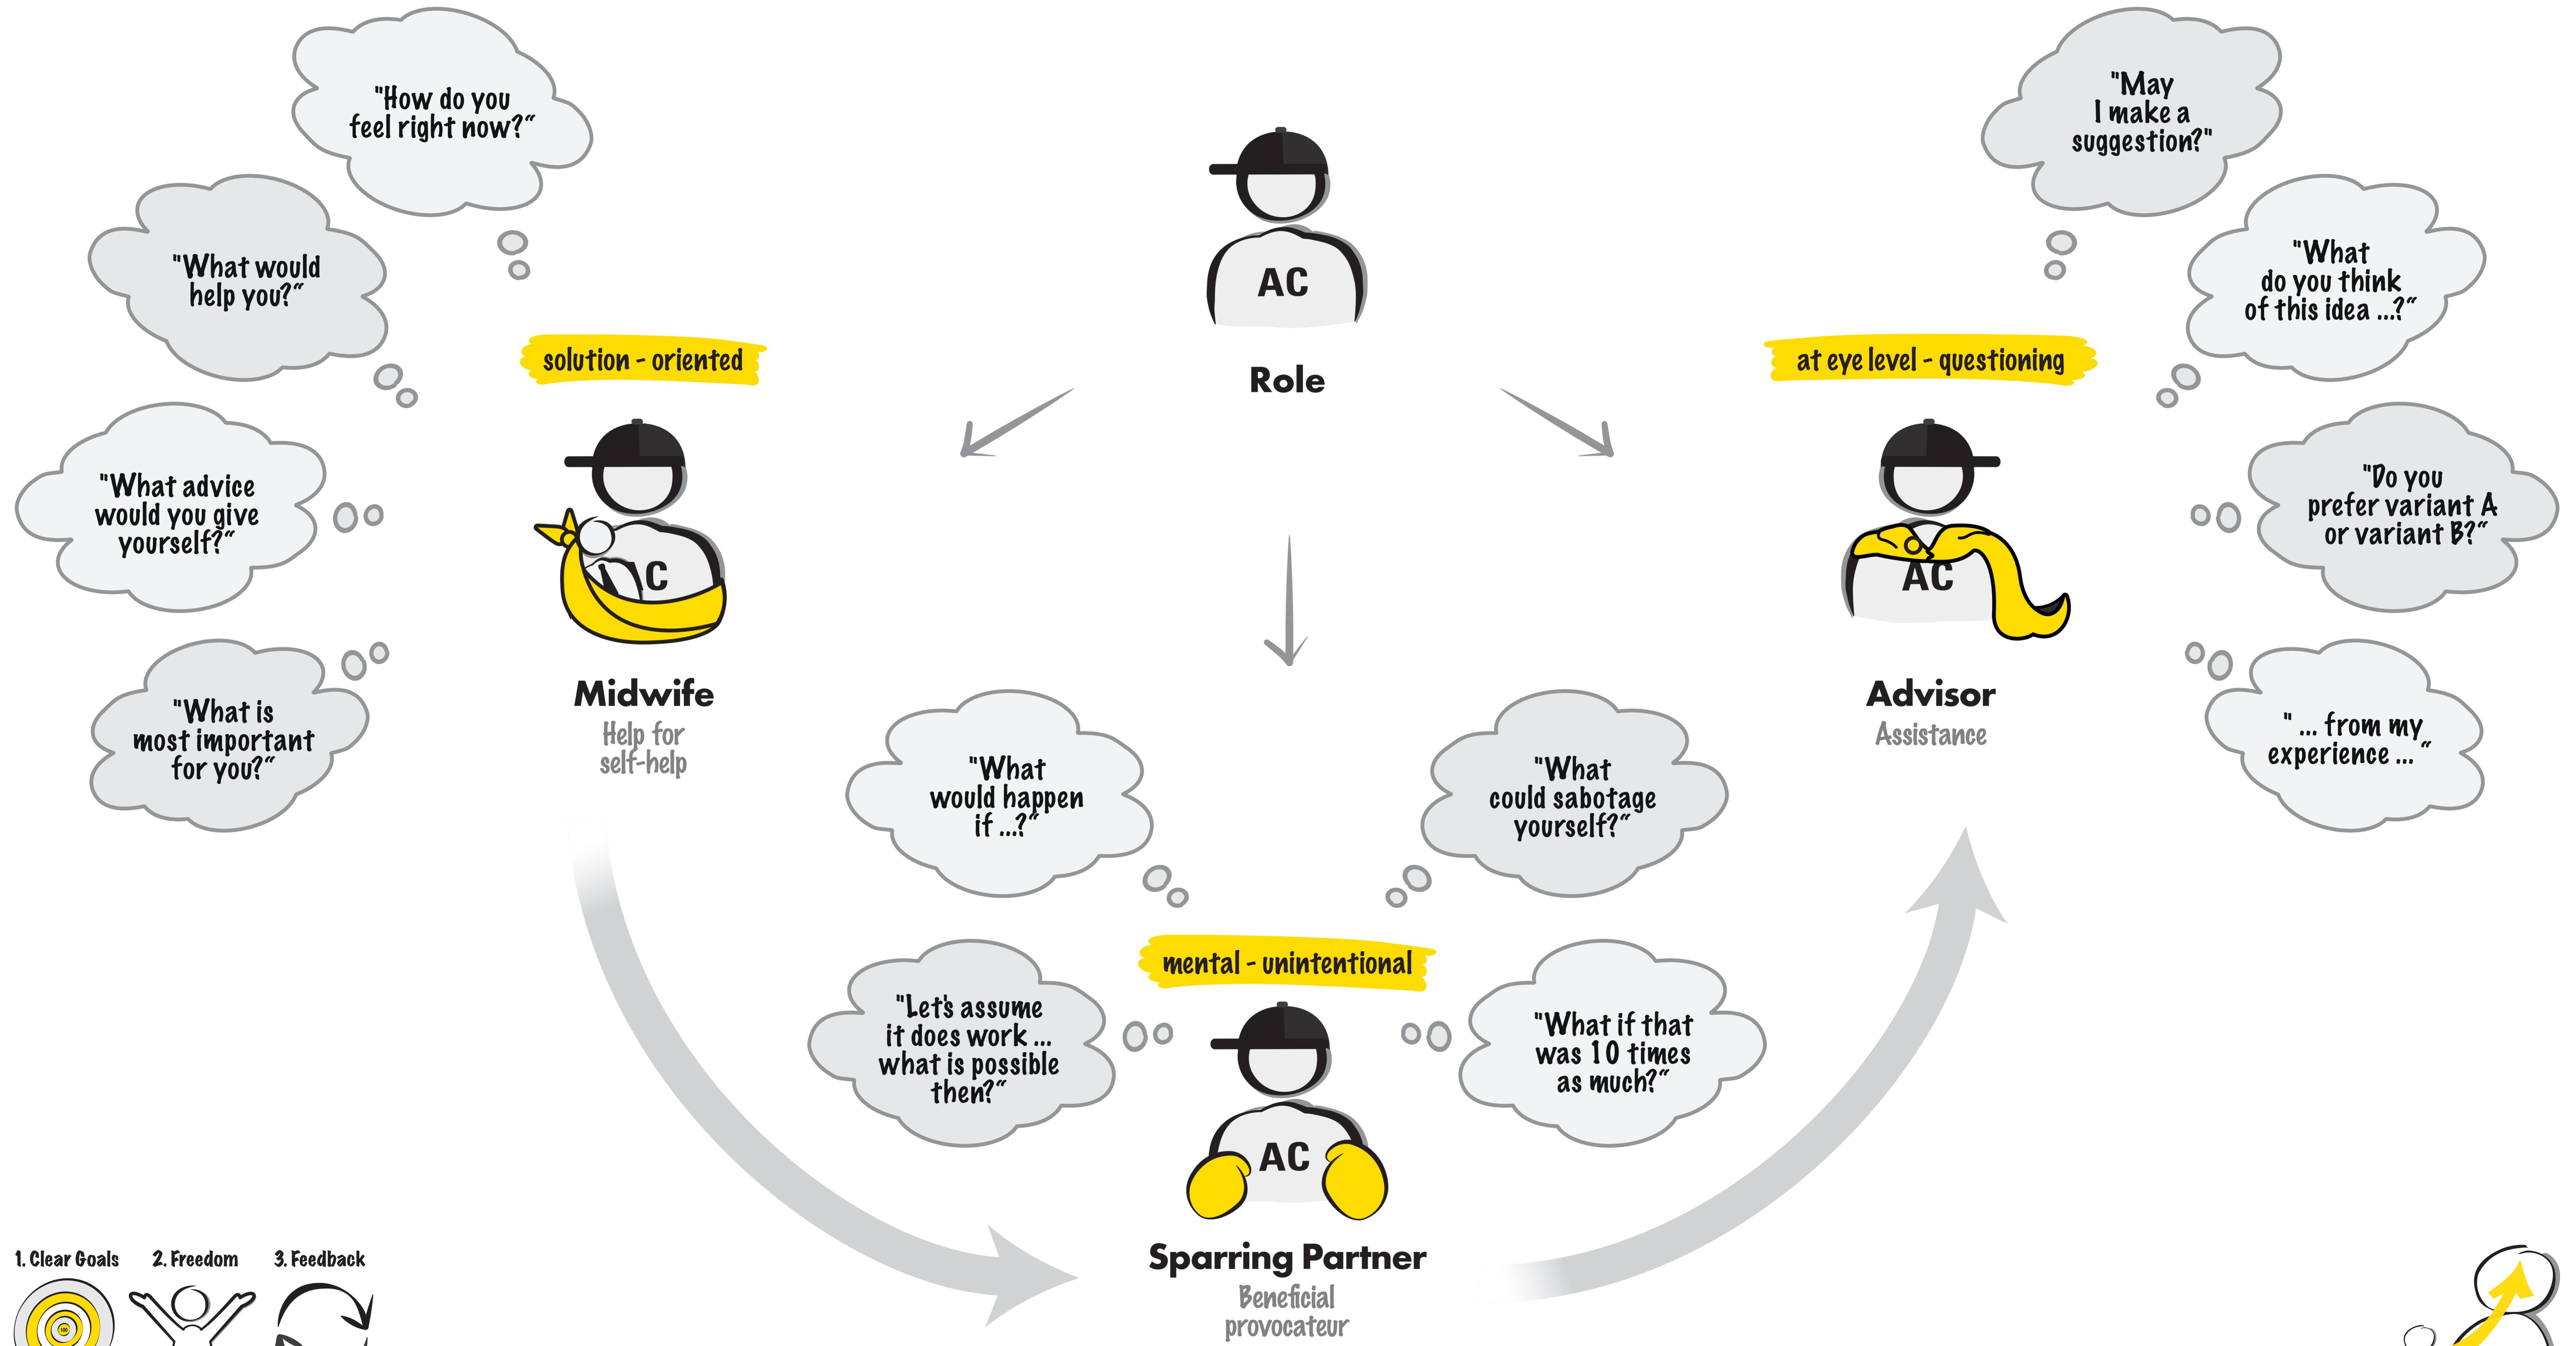 "How do you
feel right now?“
"What would
help you?“
"What advice
would you give
yourself?“
"What is
most important
for you?“
solution - oriented
AC
Midwife
Help for
self-help
AC
Role
"What
would happen
if ...?“
"What
could sabotage
yourself?“
"Let's assume
it does work ...
what is possible
then?“
"What if that
was 10 times
as much?“
mental - unintentional
AC
Sparring Partner
Beneficial
provocateur
at eye level - questioning
AC
Advisor
Assistance
"May
I make a
suggestion?"
"What
do you think
of this idea ...?“
"Do you
prefer variant A
or variant B?“
" ... from my
experience ... “
1. Clear Goals
2. Freedom
3. Feedback
100